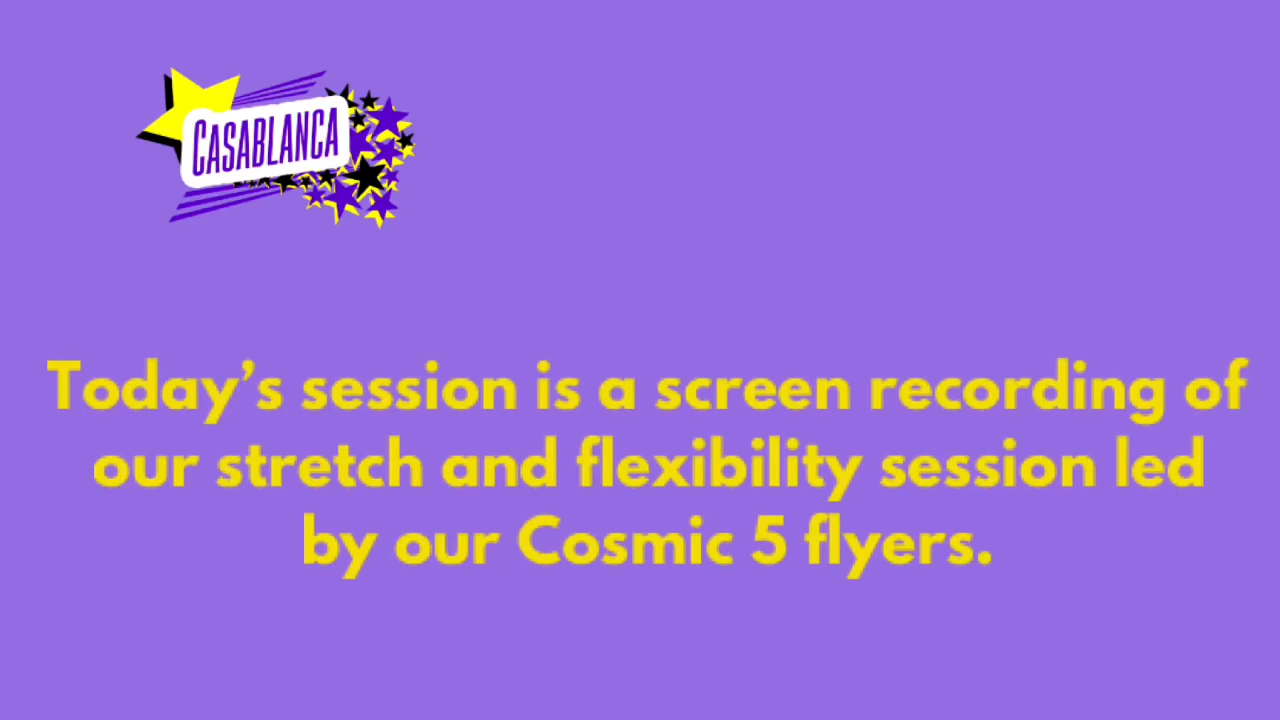 CASABLANCA
Today's session is a screen recording of
our stretch and flexibility session led
by our Cosmic 5 flyers.